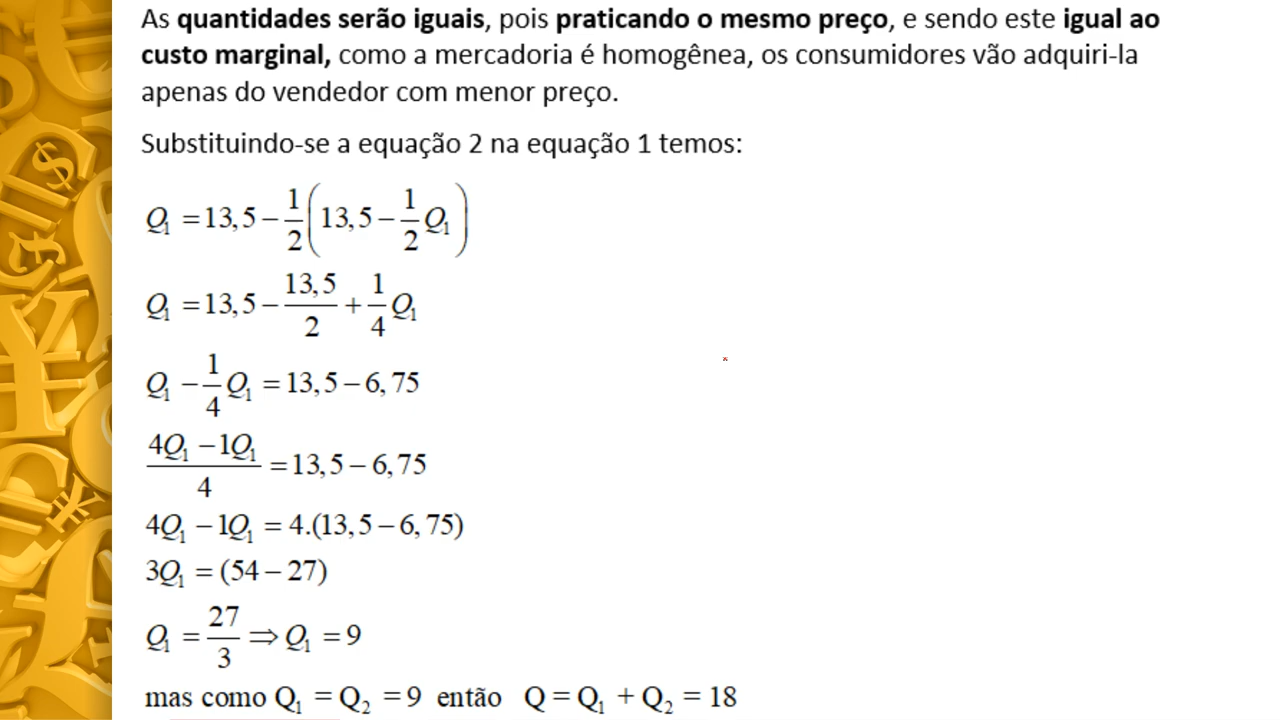 As quantidades serão iguais, pois praticando o mesmo preço, e sendo este igual ao
custo marginal, como a mercadoria é homogênea, os consumidores vão adquiri-la
apenas do vendedor com menor preço.
Substituindo-se a equação 2 na equação 1 temos:
Q₁ = 13,5 − 1/2 (13,5 − 1/2 Q₁)
Q₁ = 13,5 − 13,5/2 + 1/4 Q₁
Q₁ − 1/4 Q₁ = 13,5 − 6,75
(4Q₁ − 1Q₁)/4 = 13,5 − 6,75
4Q₁ − 1Q₁ = 4.(13,5 − 6,75)
3Q₁ = (54 − 27)
Q₁ = 27/3 ⇒ Q₁ = 9
mas como Q₁ = Q₂ = 9 então Q = Q₁ + Q₂ = 18